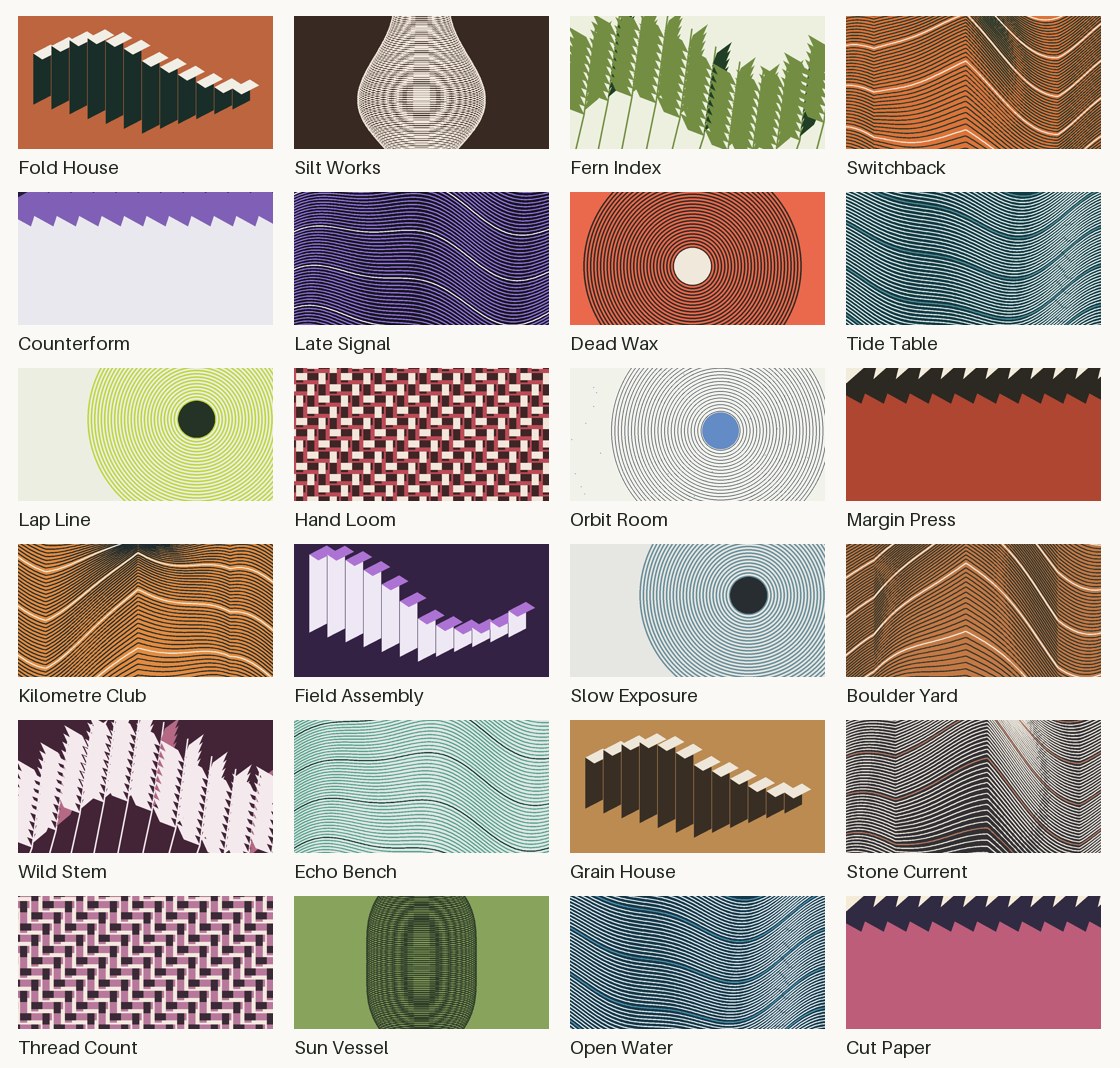 Fold House
Silt Works
Fern Index
Switchback
Counterform
Late Signal
Dead Wax
Tide Table
Lap Line
Hand Loom
Orbit Room
Margin Press
Kilometre Club
Field Assembly
Slow Exposure
Boulder Yard
Wild Stem
Echo Bench
Grain House
Stone Current
Thread Count
Sun Vessel
Open Water
Cut Paper